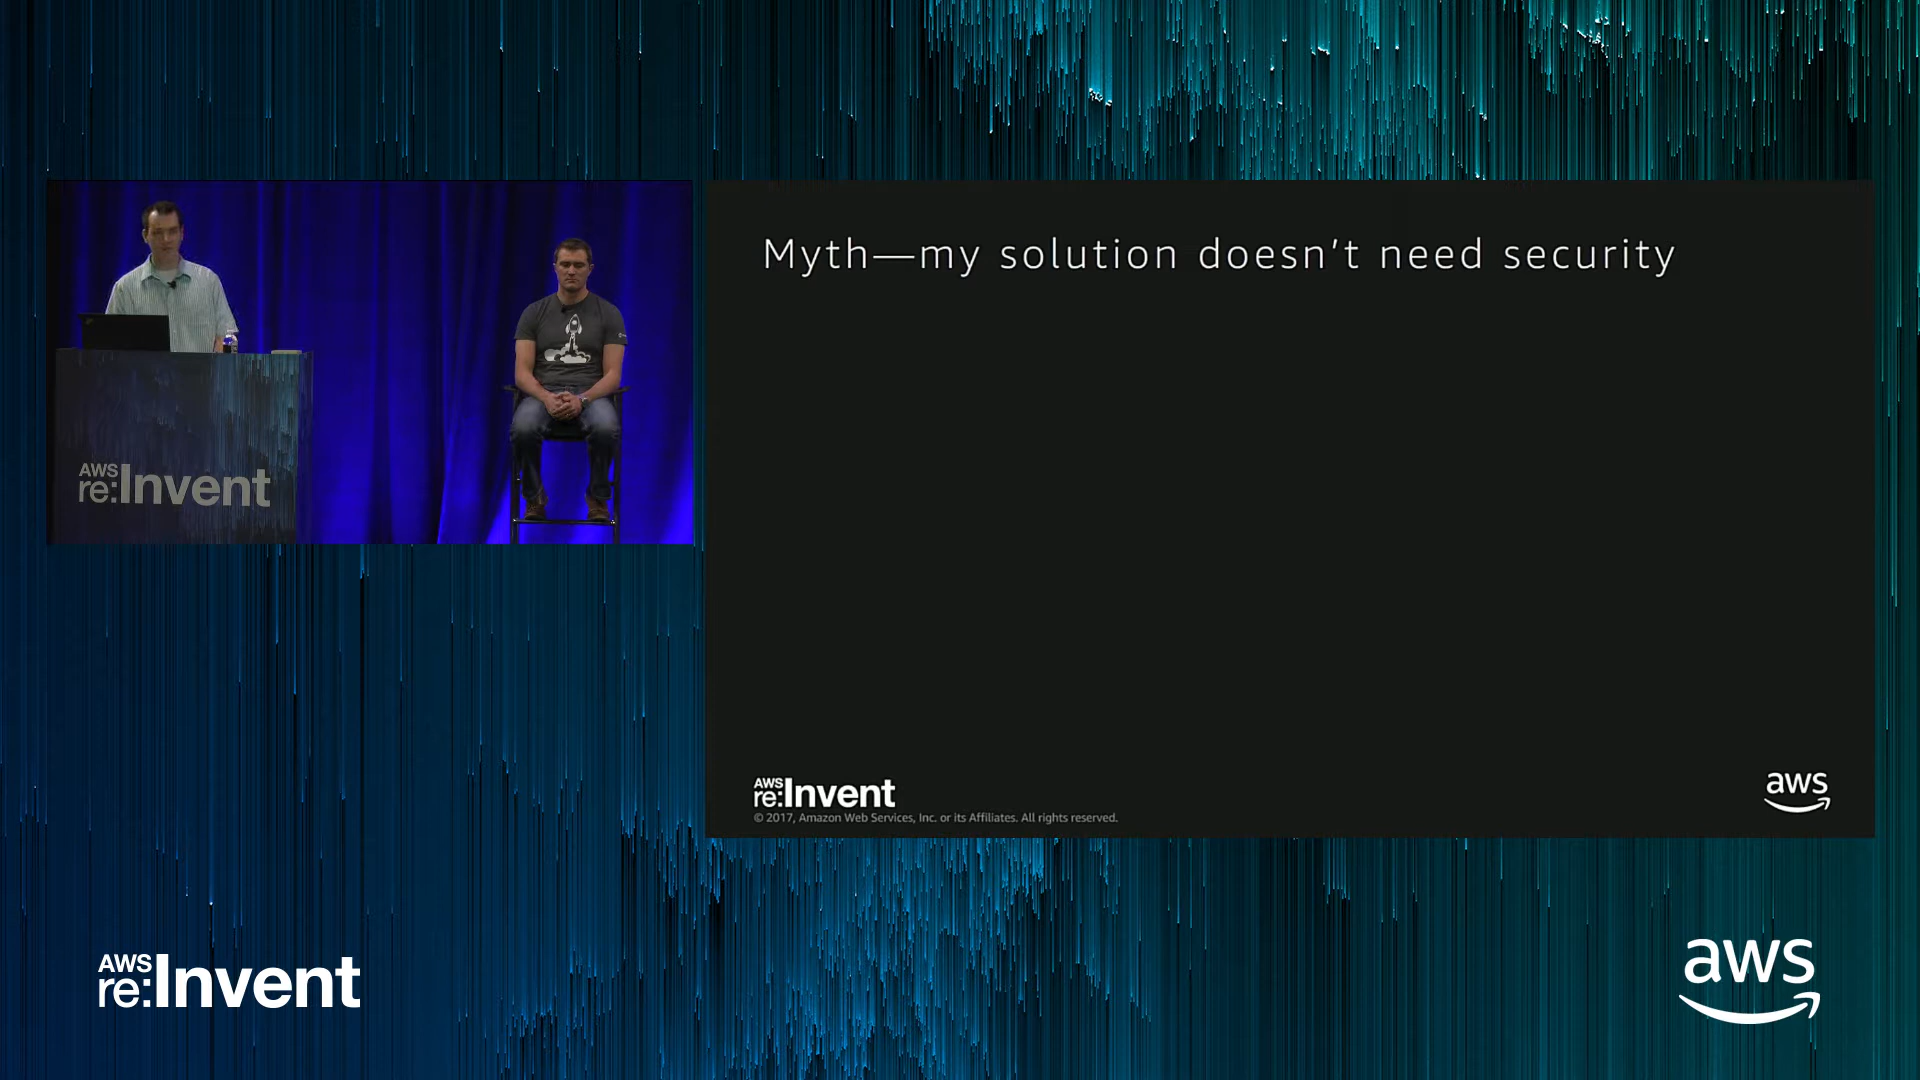 Myth—my solution doesn't need security
AWS
re:Invent
AWS
re:Invent
© 2017, Amazon Web Services, Inc. or its Affiliates. All rights reserved.
aws
AWS
re:Invent
aws